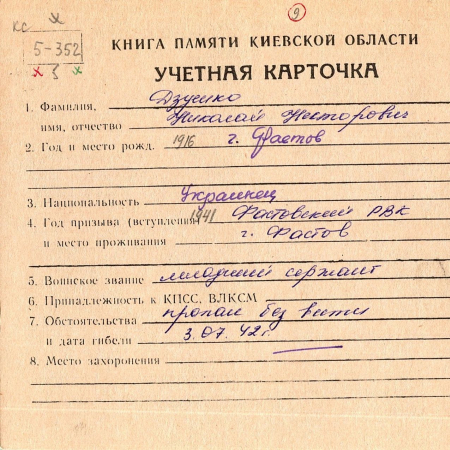 9
КС
5-352
3
КНИГА ПАМЯТИ КИЕВСКОЙ ОБЛАСТИ
УЧЕТНАЯ КАРТОЧКА
1. Фамилия,
имя, отчество Николай Несторович
2. Год и место рожд. 1916 г. Фастов
3. Национальность Украинец
4. Год призыва (вступления) 1941 Фастовский РВК
и место проживания г. Фастов
5. Воинское звание младший сержант
6. Принадлежность к КПСС, ВЛКСМ
7. Обстоятельства пропал без вести
и дата гибели 3.07.42г.
8. Место захоронения